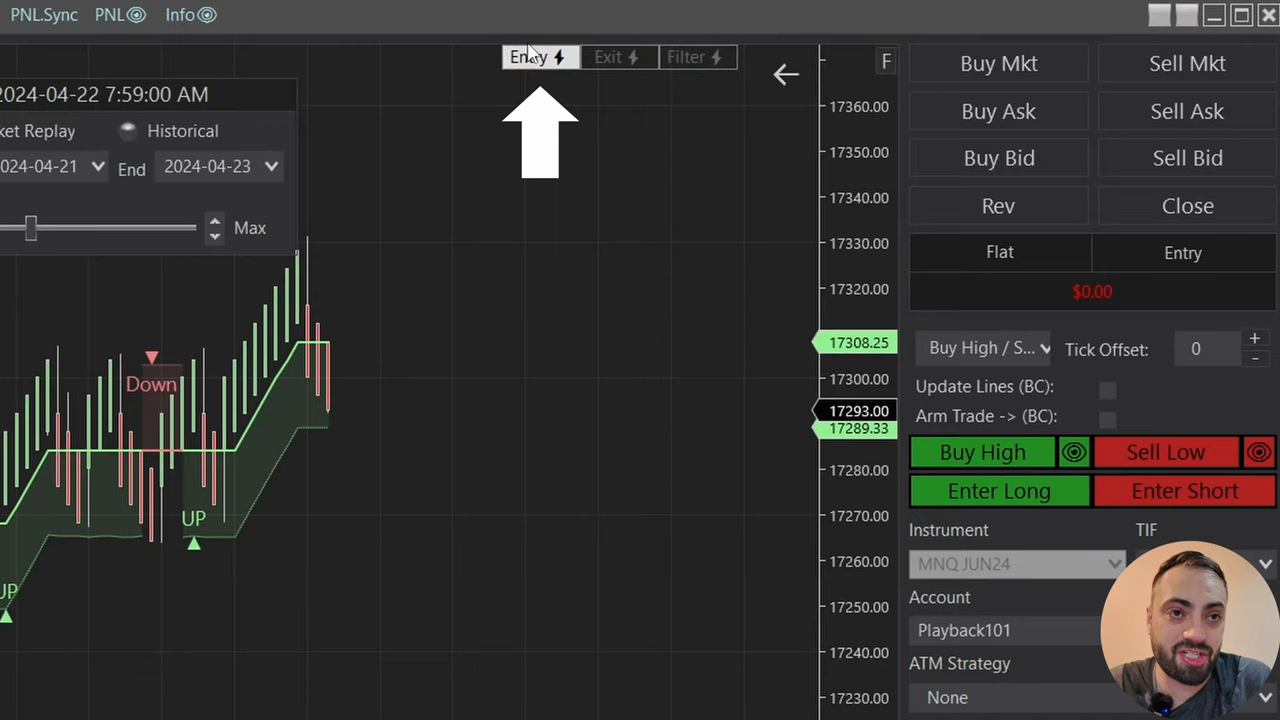 PNL.Sync PNL Info
Entry Exit Filter F
2024-04-22 7:59:00 AM
ket Replay Historical
024-04-21 End 2024-04-23
Max
17360.00
17350.00
17340.00
17330.00
17320.00
17308.25
17300.00
17293.00
17289.33
17280.00
17270.00
17260.00
17250.00
17240.00
17230.00
Down
UP
UP
Buy Mkt Sell Mkt
Buy Ask Sell Ask
Buy Bid Sell Bid
Rev Close
Flat Entry
$0.00
Buy High / S... Tick Offset: 0 + -
Update Lines (BC):
Arm Trade -> (BC):
Buy High Sell Low
Enter Long Enter Short
Instrument TIF
MNQ JUN24
Account
Playback101
ATM Strategy
None